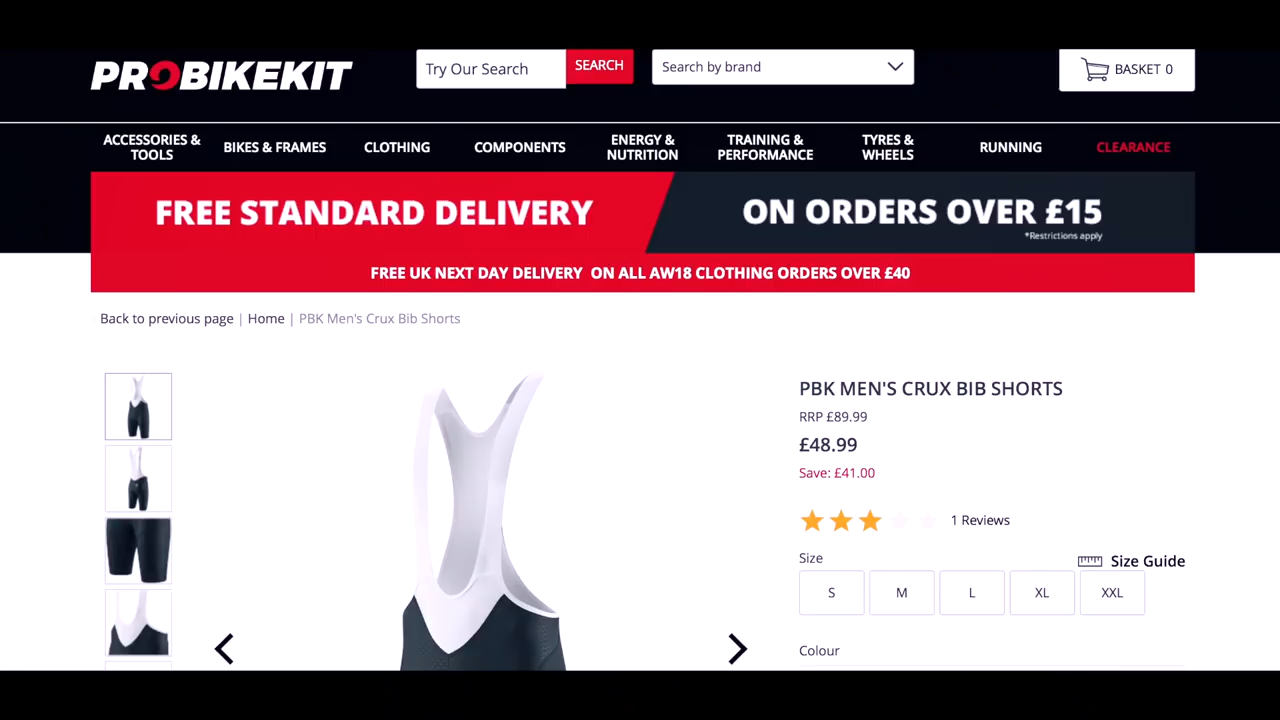 PROBIKEKIT
Try Our Search
SEARCH
Search by brand
BASKET 0
ACCESSORIES &
TOOLS
BIKES & FRAMES
CLOTHING
COMPONENTS
ENERGY &
NUTRITION
TRAINING &
PERFORMANCE
TYRES &
WHEELS
RUNNING
CLEARANCE
FREE STANDARD DELIVERY
ON ORDERS OVER £15
*Restrictions apply
FREE UK NEXT DAY DELIVERY ON ALL AW18 CLOTHING ORDERS OVER £40
Back to previous page | Home | PBK Men's Crux Bib Shorts
PBK MEN'S CRUX BIB SHORTS
RRP £89.99
£48.99
Save: £41.00
1 Reviews
Size
Size Guide
S
M
L
XL
XXL
Colour